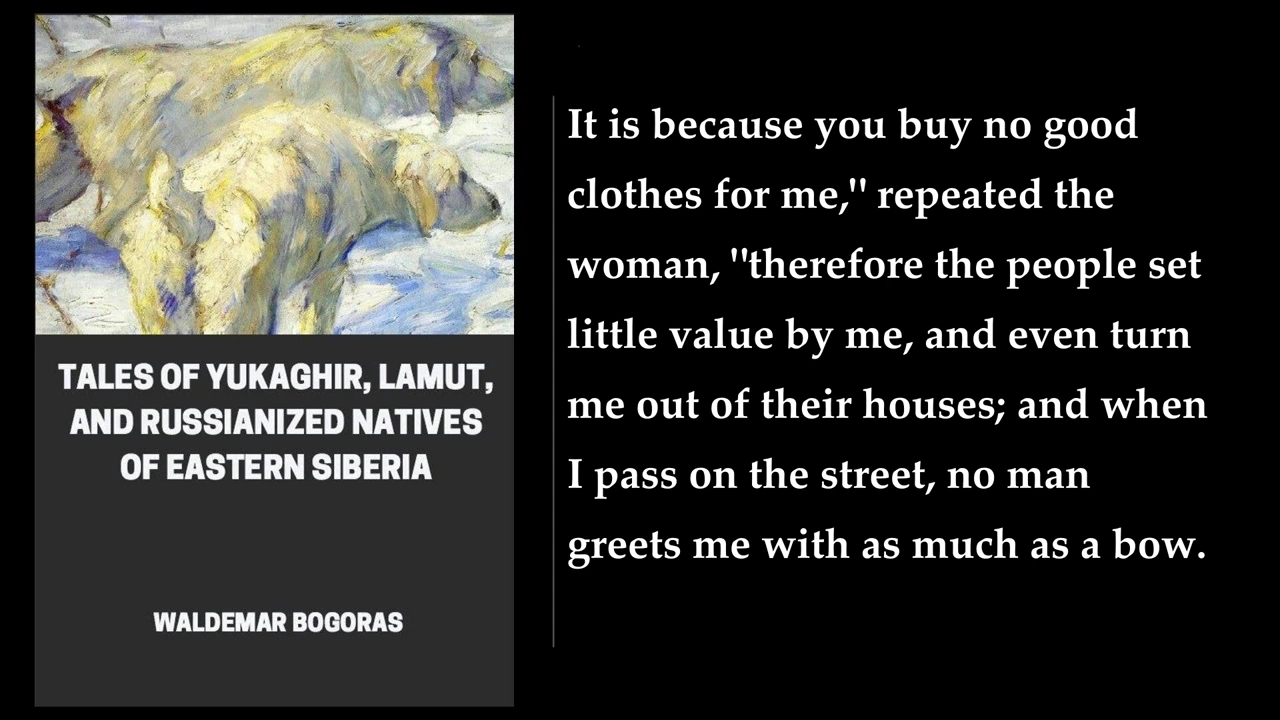 TALES OF YUKAGHIR, LAMUT,
AND RUSSIANIZED NATIVES
OF EASTERN SIBERIA
WALDEMAR BOGORAS
It is because you buy no good
clothes for me," repeated the
woman, "therefore the people set
little value by me, and even turn
me out of their houses; and when
I pass on the street, no man
greets me with as much as a bow.